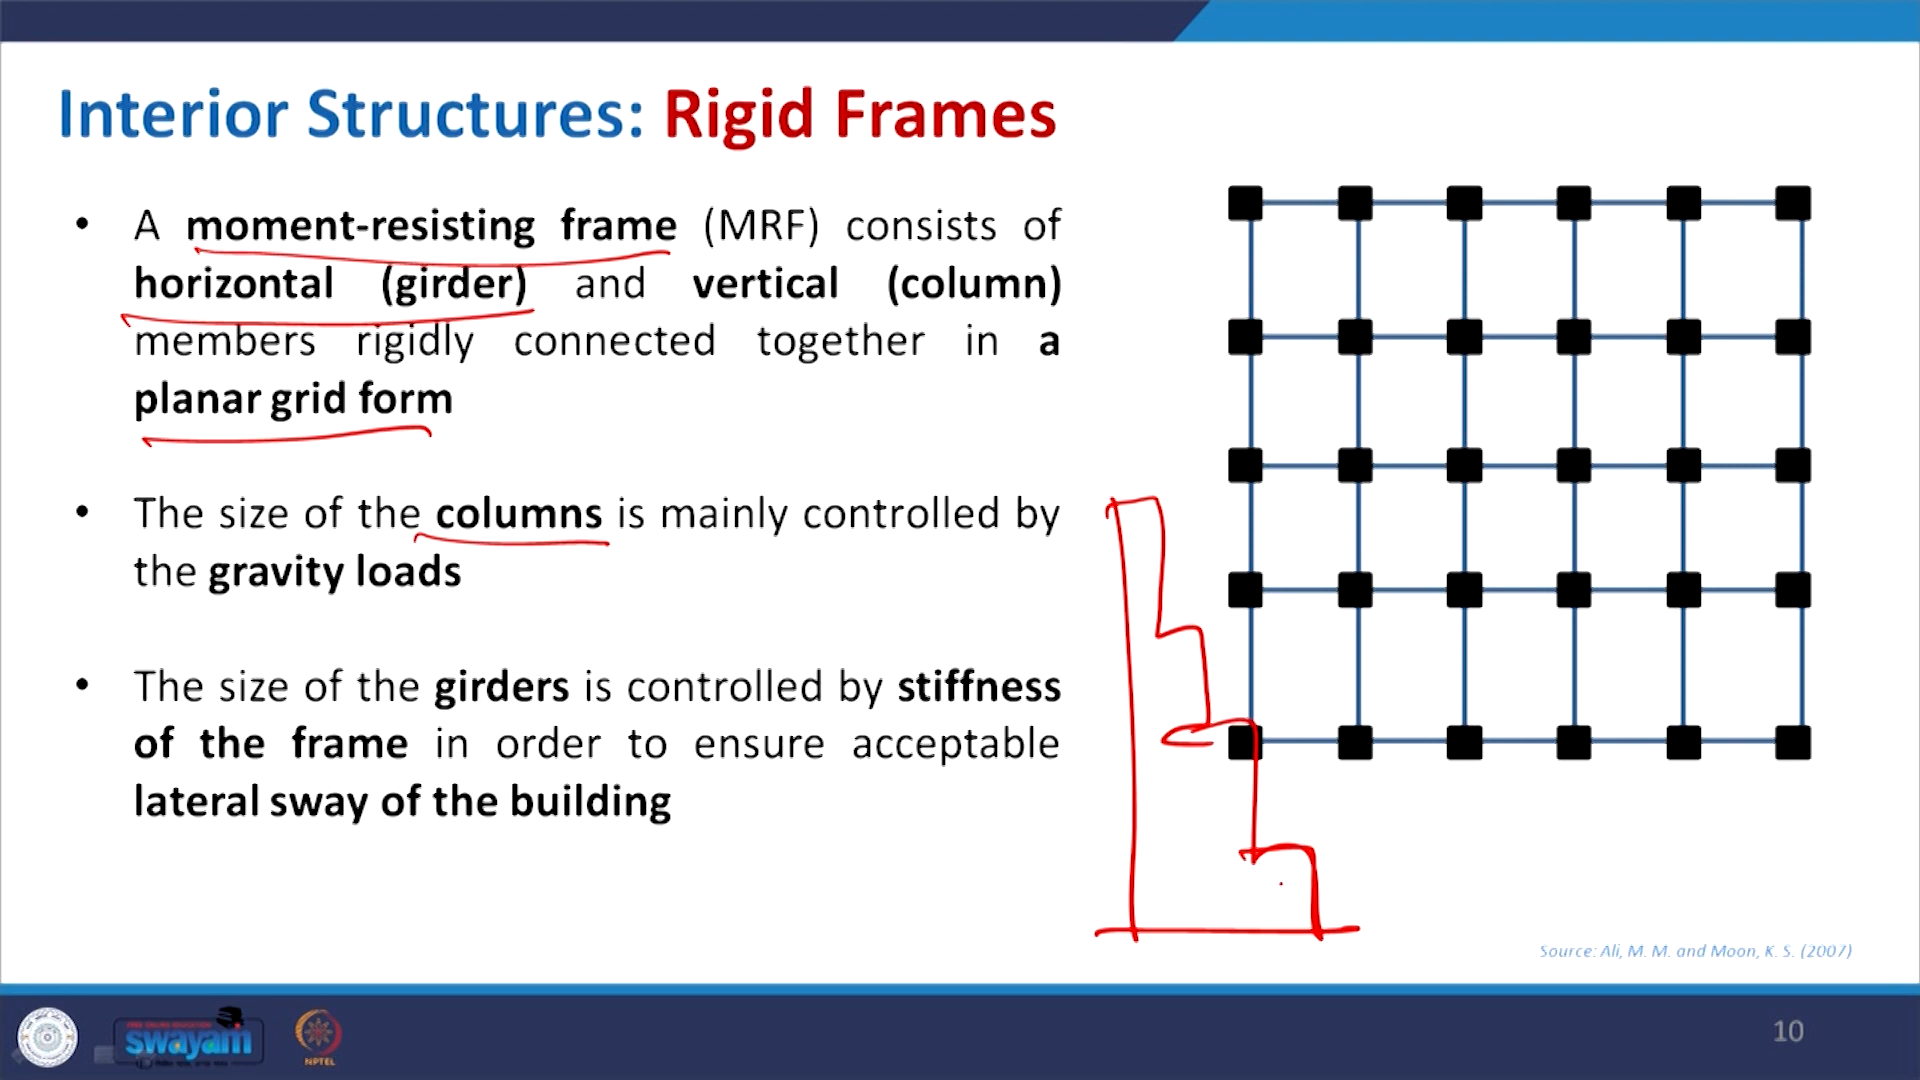 Interior Structures: Rigid Frames
• A moment-resisting frame (MRF) consists of
horizontal (girder) and vertical (column)
members rigidly connected together in a
planar grid form
• The size of the columns is mainly controlled by
the gravity loads
• The size of the girders is controlled by stiffness
of the frame in order to ensure acceptable
lateral sway of the building
Source: Ali, M. M. and Moon, K. S. (2007)
FREE ONLINE EDUCATION
swayam
NPTEL
10